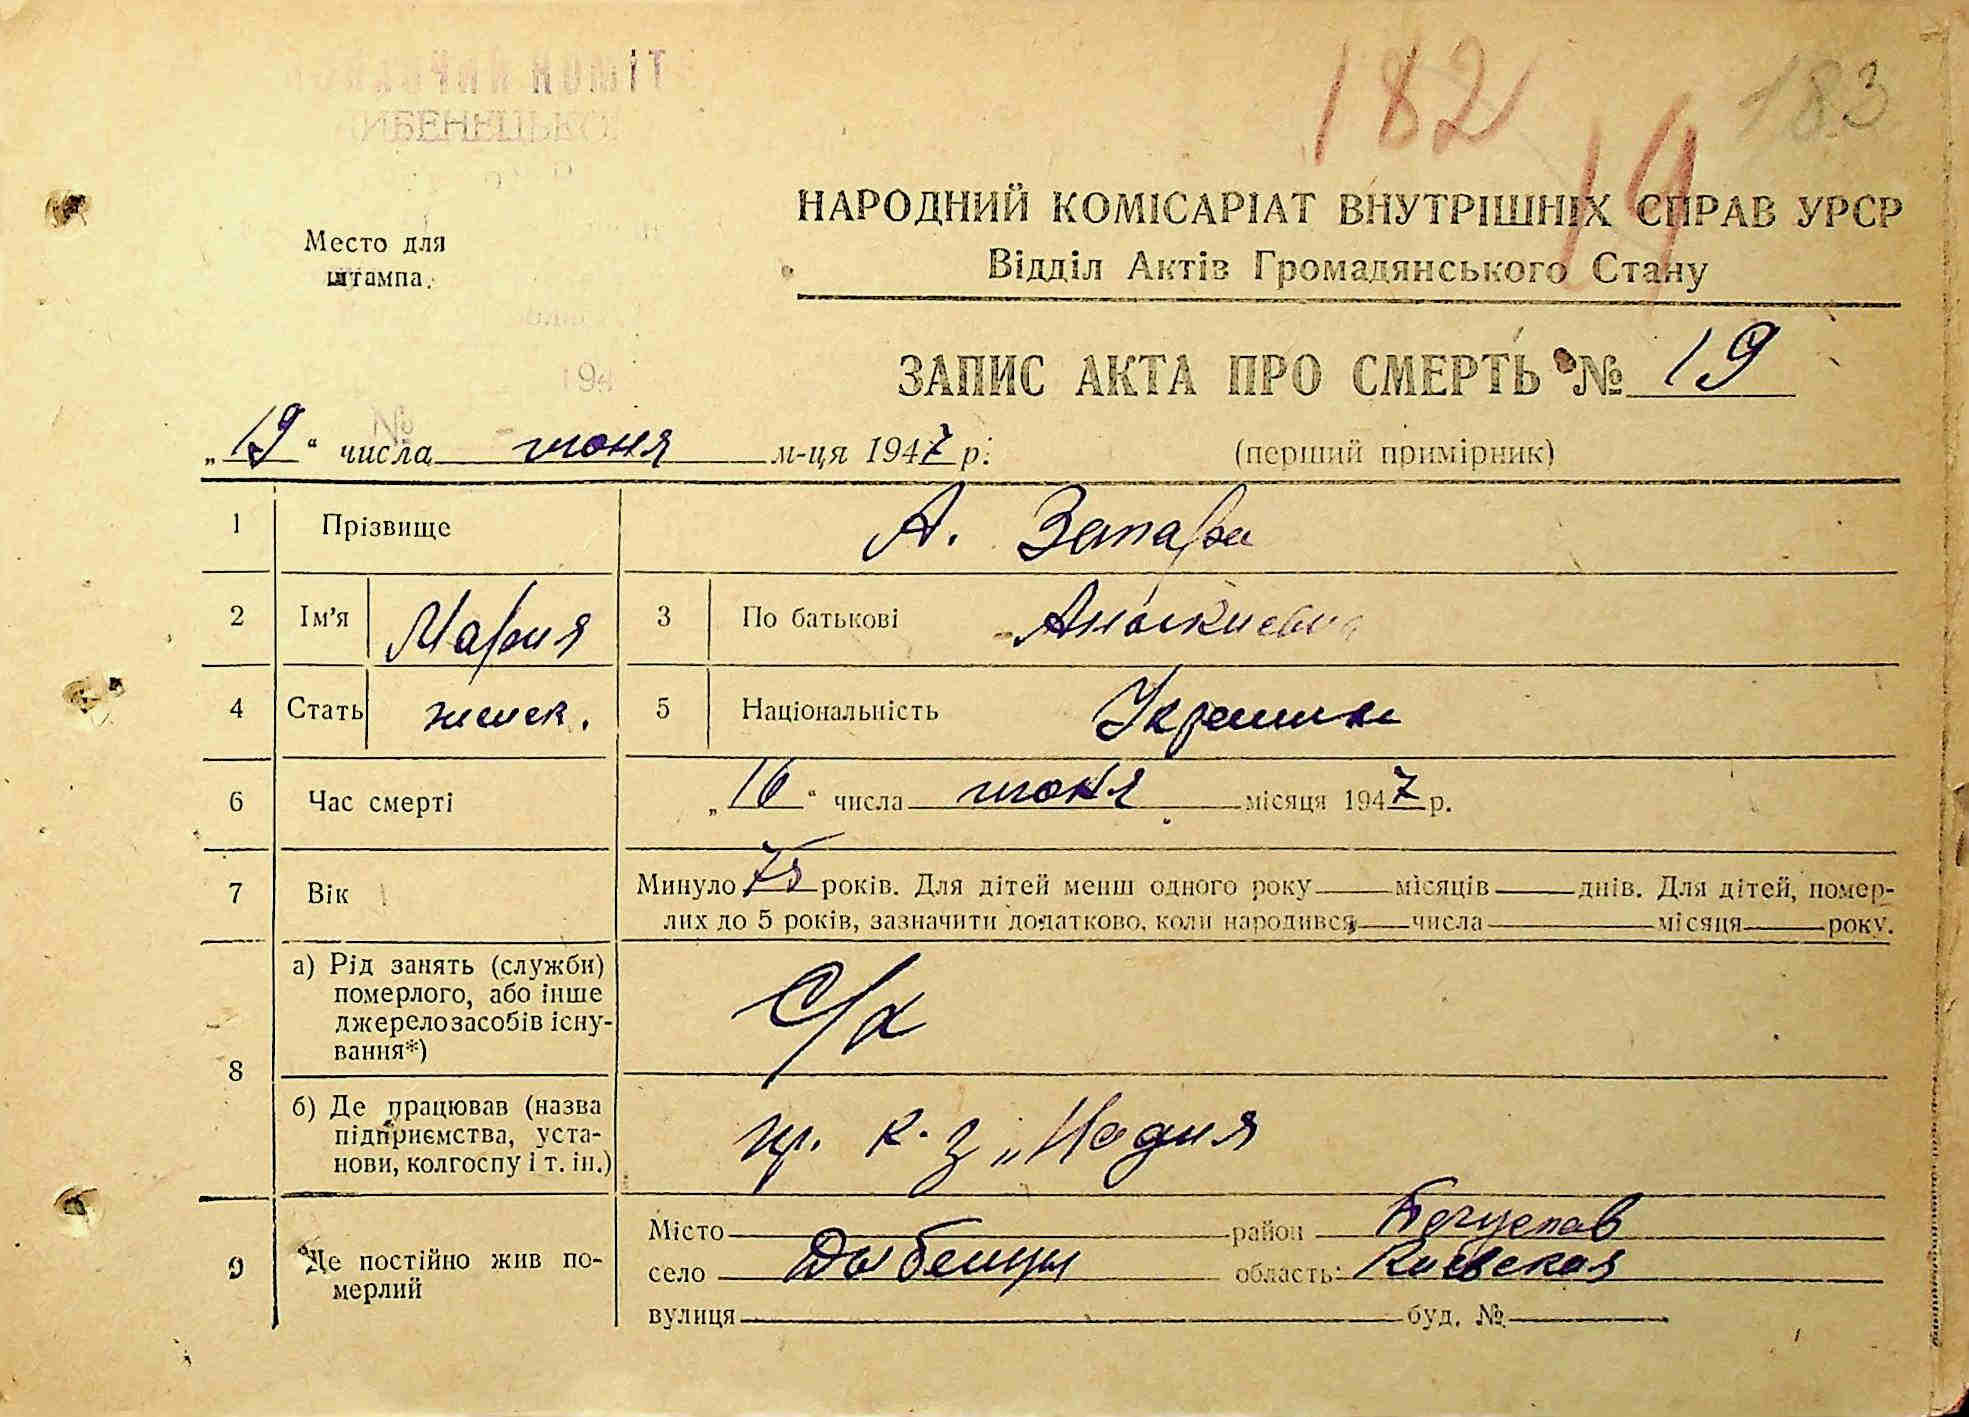 182
183
19
НАРОДНИЙ КОМІСАРІАТ ВНУТРІШНІХ СПРАВ УРСР
Відділ Актів Громадянського Стану
Место для
штампа.
ЗАПИС АКТА ПРО СМЕРТЬ № 19
„19“ числа июня м-ця 1947 р.
(перший примірник)
1 Прізвище А.
2 Ім'я Мария 3 По батькові
4 Стать женск. 5 Національність
6 Час смерті „16“ числа июня місяця 1947 р.
7 Вік Минуло 75 років. Для дітей менш одного року місяців днів. Для дітей, помер-
лих до 5 років, зазначити додатково, коли народився числа місяця року.
8 а) Рід занять (служби)
померлого, або інше
джерело засобів існу-
вання*)
С/х
б) Де працював (назва
підприємства, уста-
нови, колгоспу і т. ін.)
к-з
9 Де постійно жив по-
мерлий
Місто район Богуслав
село Дыбенцы область Киевская
вулиця буд. №